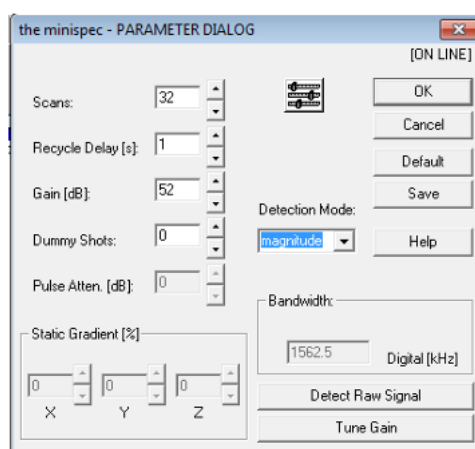 the minispec - PARAMETER DIALOG
[ON LINE]
Scans: 32
OK
Cancel
Recycle Delay [s]: 1
Default
Gain [dB]: 52
Save
Detection Mode:
Dummy Shots: 0
magnitude
Help
Pulse Atten. [dB]: 0
Bandwidth:
Static Gradient [%]
1562.5 Digital [kHz]
0 0 0
X Y Z
Detect Raw Signal
Tune Gain